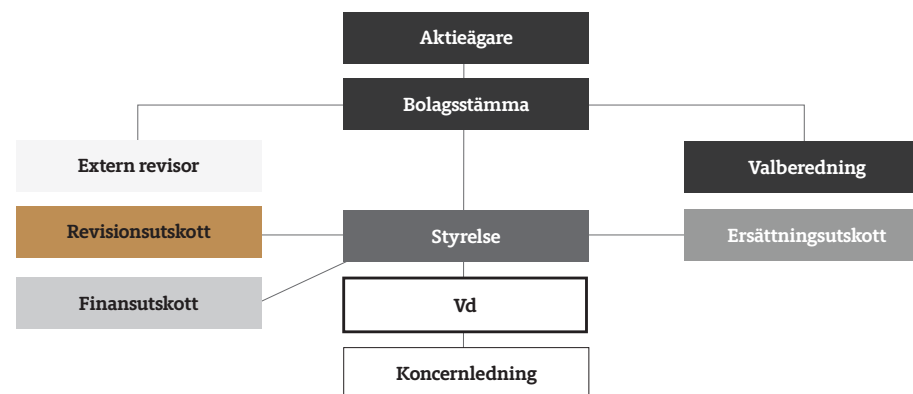 Aktieägare
Bolagsstämma
Extern revisor
Valberedning
Revisionsutskott
Styrelse
Ersättningsutskott
Finansutskott
Vd
Koncernledning